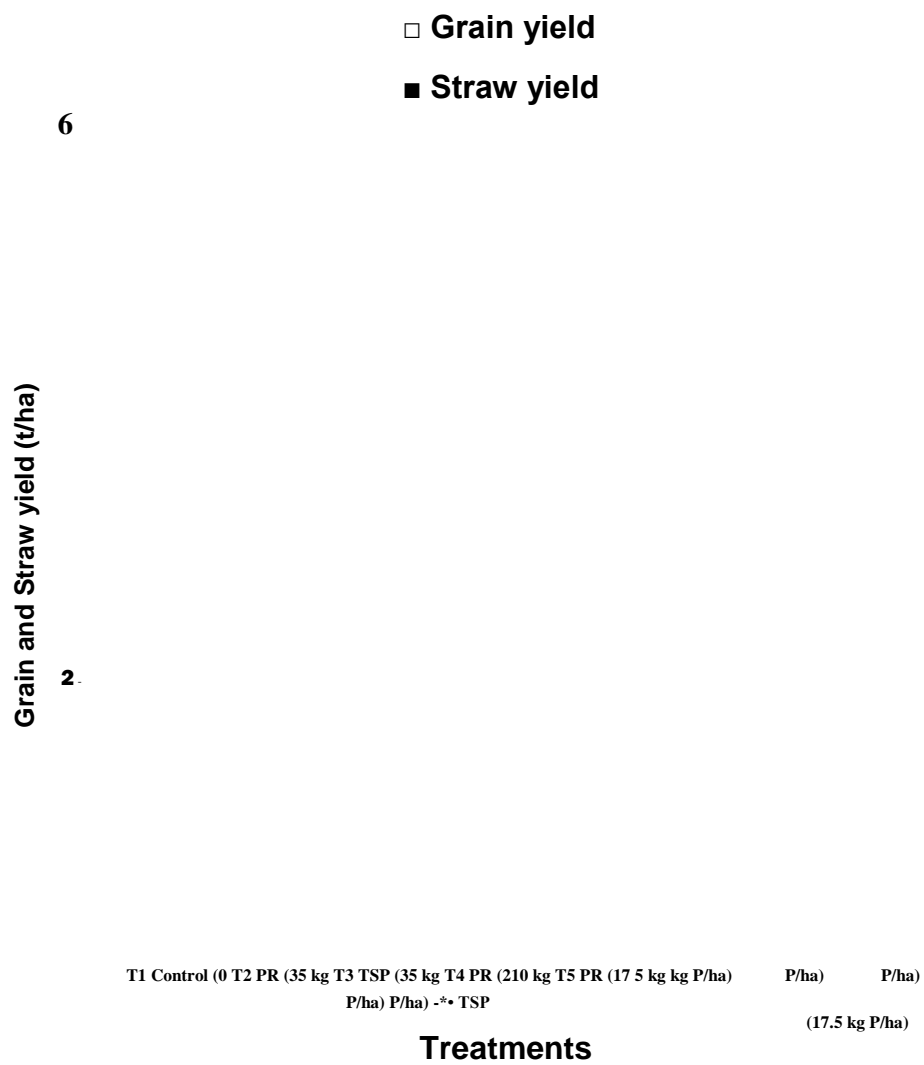 □ Grain yield
■ Straw yield
6
Grain and Straw yield (t/ha)
2 -
T1 Control (0 T2 PR (35 kg T3 TSP (35 kg T4 PR (210 kg T5 PR (17 5 kg kg P/ha) P/ha) P/ha)
P/ha) P/ha) -*• TSP
(17.5 kg P/ha)
Treatments